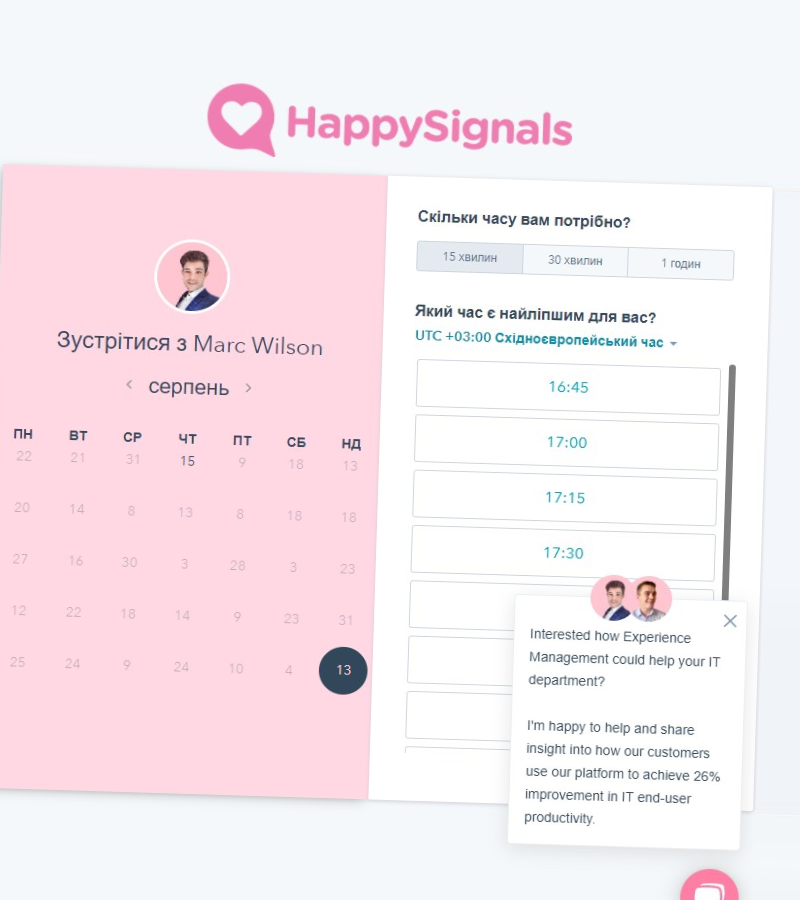 HappySignals
Зустрітися з Marc Wilson
серпень
ПН ВТ СР ЧТ ПТ СБ НД
22 21 31 15 9 18 13
20 14 8 13 8 18 18
27 16 30 3 28 3 23
12 22 18 14 9 23 31
25 24 9 24 10 4 13
Скільки часу вам потрібно?
15 хвилин 30 хвилин 1 годин
Який час є найліпшим для вас?
UTC +03:00 Східноєвропейський час
16:45
17:00
17:15
17:30
Interested how Experience
Management could help your IT
department?
I'm happy to help and share
insight into how our customers
use our platform to achieve 26%
improvement in IT end-user
productivity.